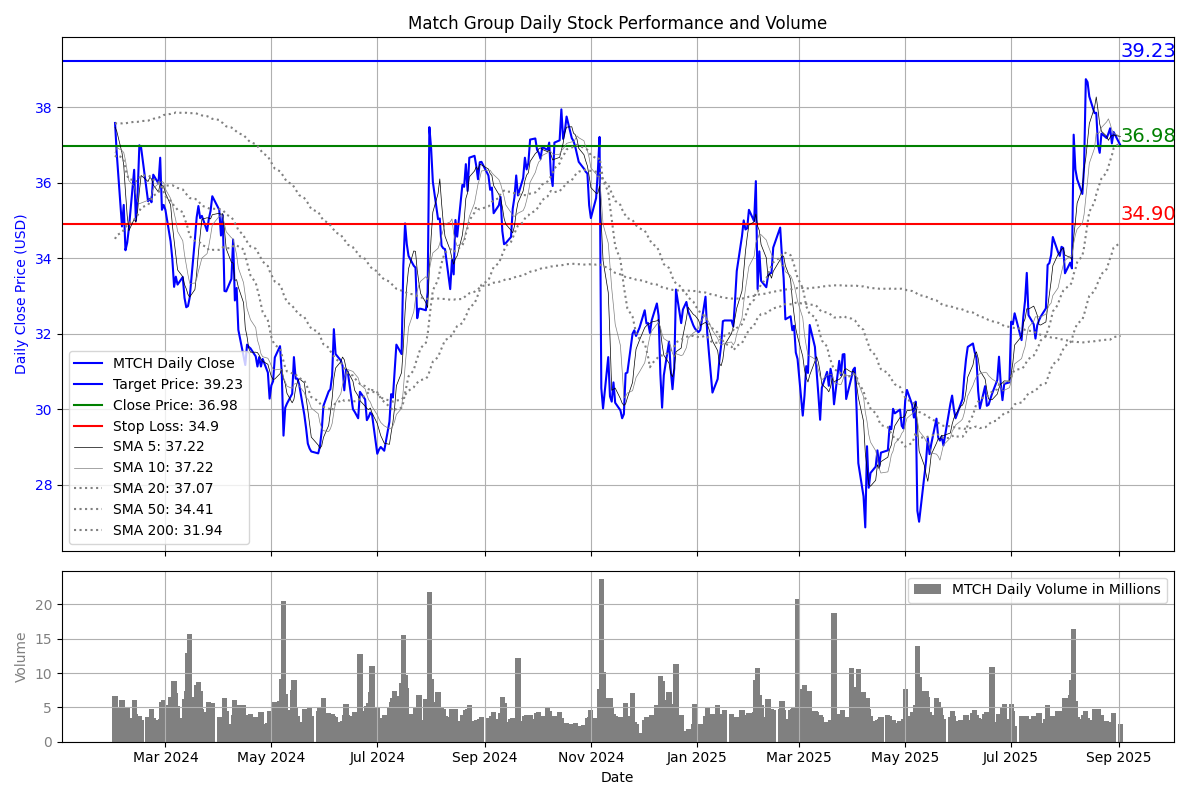 Match Group Daily Stock Performance and Volume
39.23
38
36.98
36
34.90
34
32
30
28
Daily Close Price (USD)
MTCH Daily Close
Target Price: 39.23
Close Price: 36.98
Stop Loss: 34.9
SMA 5: 37.22
SMA 10: 37.22
SMA 20: 37.07
SMA 50: 34.41
SMA 200: 31.94
MTCH Daily Volume in Millions
20
15
10
5
0
Volume
Mar 2024 May 2024 Jul 2024 Sep 2024 Nov 2024 Jan 2025 Mar 2025 May 2025 Jul 2025 Sep 2025
Date